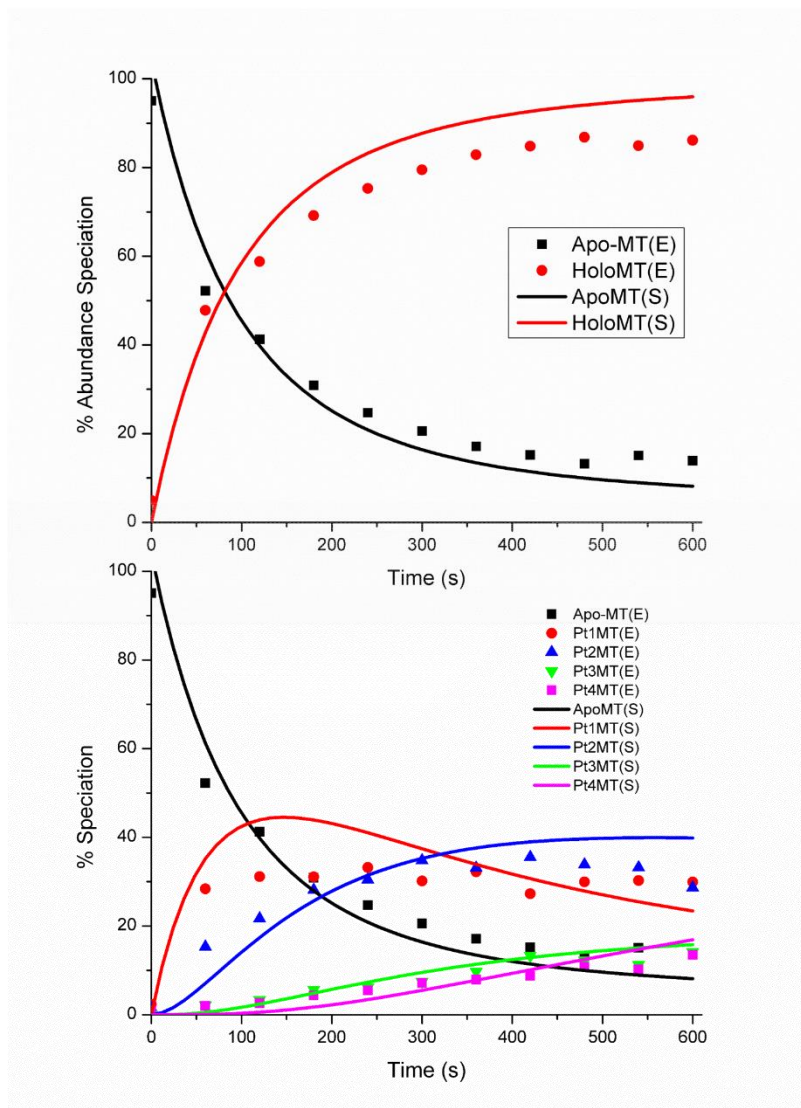 100
80
60
40
20
0
% Abundance Speciation
Apo-MT(E)
HoloMT(E)
ApoMT(S)
HoloMT(S)
0 100 200 300 400 500 600
Time (s)
100
80
60
40
20
0
% Speciation
Apo-MT(E)
Pt1MT(E)
Pt2MT(E)
Pt3MT(E)
Pt4MT(E)
ApoMT(S)
Pt1MT(S)
Pt2MT(S)
Pt3MT(S)
Pt4MT(S)
0 100 200 300 400 500 600
Time (s)